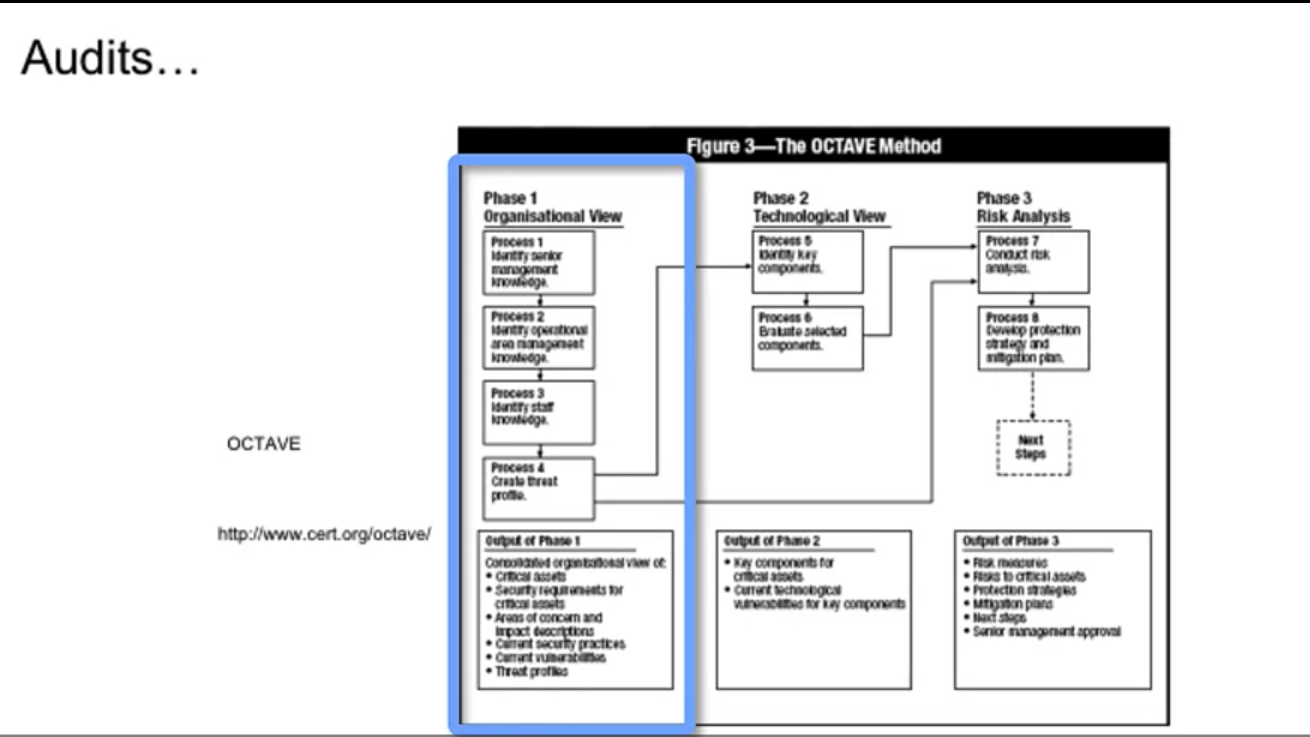 Audits…
Figure 3—The OCTAVE Method
Phase 1
Organisational View
Process 1
Identify senior
management
knowledge.
Process 2
Identify operational
area management
knowledge.
Process 3
Identify staff
knowledge.
Process 4
Create threat
profile.
Output of Phase 1
Consolidated organisational view of:
• Critical assets
• Security requirements for
critical assets
• Areas of concern and
impact descriptions
• Current security practices
• Current vulnerabilities
• Threat profiles
Phase 2
Technological View
Process 5
Identify key
components.
Process 6
Evaluate selected
components.
Output of Phase 2
• Key components for
critical assets
• Current technological
vulnerabilities for key components
Phase 3
Risk Analysis
Process 7
Conduct risk
analysis.
Process 8
Develop protection
strategy and
mitigation plan.
Next
Steps
Output of Phase 3
• Risk measures
• Risks to critical assets
• Protection strategies
• Mitigation plans
• Next steps
• Senior management approval
OCTAVE
http://www.cert.org/octave/